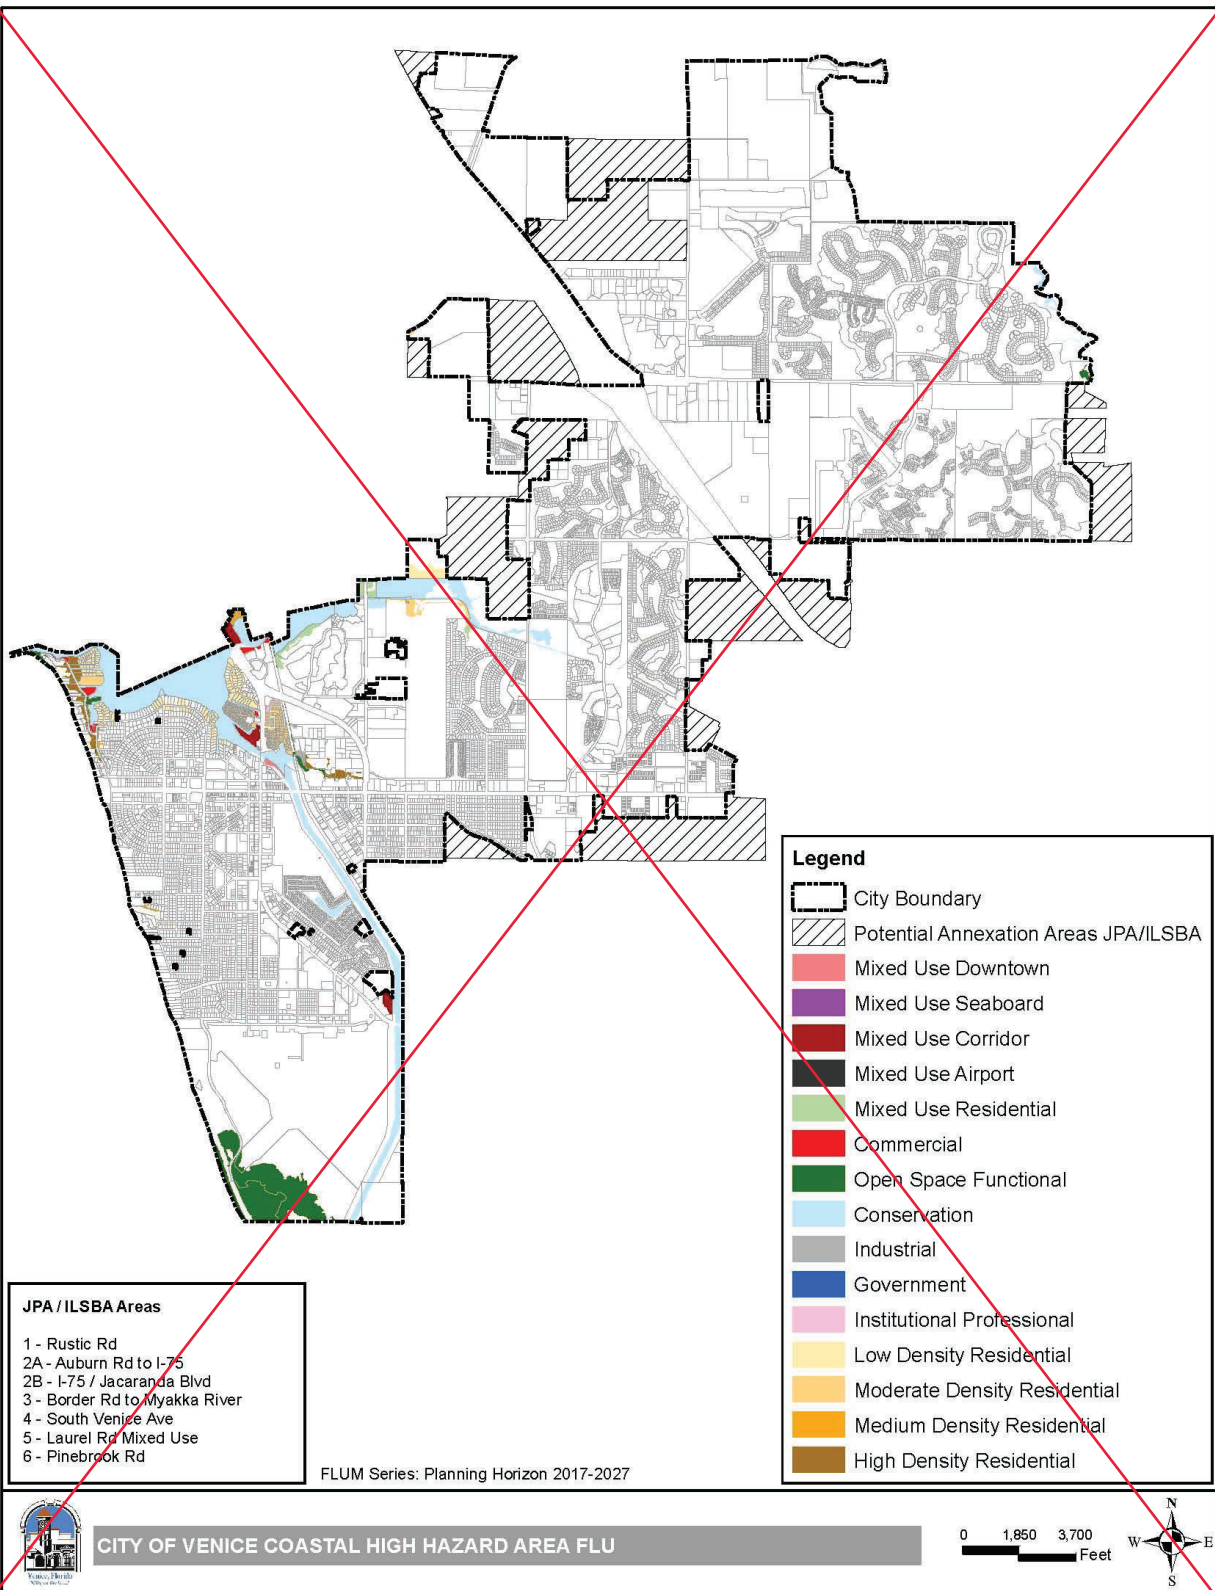 Legend
City Boundary
Potential Annexation Areas JPA/ILSBA
Mixed Use Downtown
Mixed Use Seaboard
Mixed Use Corridor
Mixed Use Airport
Mixed Use Residential
Commercial
Open Space Functional
Conservation
Industrial
Government
Institutional Professional
Low Density Residential
Moderate Density Residential
Medium Density Residential
High Density Residential
JPA / ILSBA Areas
1 - Rustic Rd
2A - Auburn Rd to I-75
2B - I-75 / Jacaranda Blvd
3 - Border Rd to Myakka River
4 - South Venice Ave
5 - Laurel Rd Mixed Use
6 - Pinebrook Rd
FLUM Series: Planning Horizon 2017-2027
Venice, Florida
CITY OF VENICE COASTAL HIGH HAZARD AREA FLU
0 1,850 3,700
Feet
N
W E
S